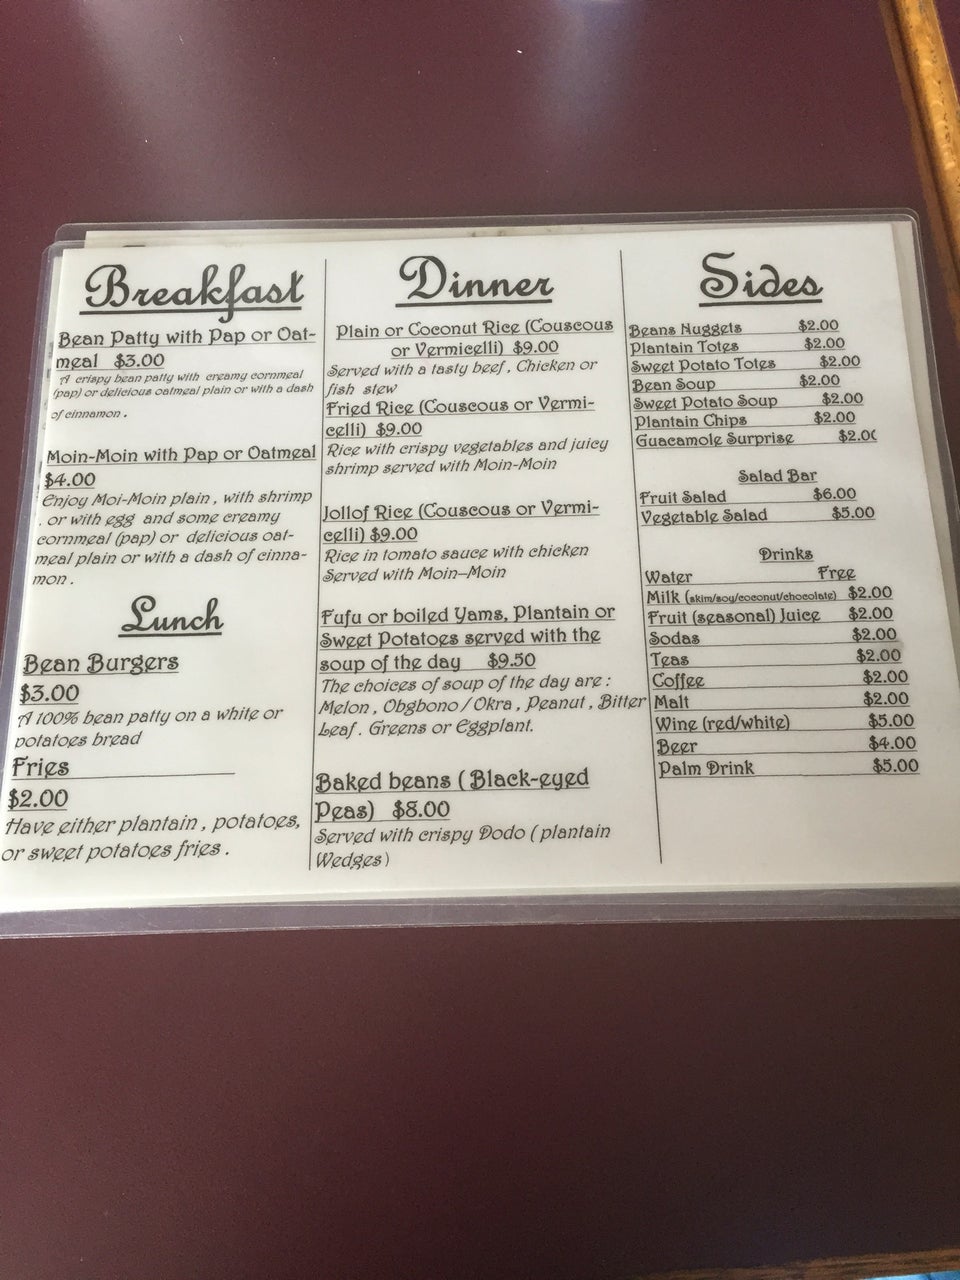 Breakfast
Bean Patty with Pap or Oat-
meal $3.00
A crispy bean patty with creamy cornmeal
(pap) or delicious oatmeal plain or with a dash
of cinnamon .
Moin-Moin with Pap or Oatmeal
$4.00
Enjoy Moi-Moin plain , with shrimp
, or with egg and some creamy
cornmeal (pap) or delicious oat-
meal plain or with a dash of cinna-
mon .
Lunch
Bean Burgers
$3.00
A 100% bean patty on a white or
potatoes bread
Fries
$2.00
Have either plantain , potatoes,
or sweet potatoes fries .
Dinner
Plain or Coconut Rice (Couscous
or Vermicelli) $9.00
Served with a tasty beef, Chicken or
fish stew
Fried Rice (Couscous or Vermi-
celli) $9.00
Rice with crispy vegetables and juicy
shrimp served with Moin-Moin
Jollof Rice (Couscous or Vermi-
celli) $9.00
Rice in tomato sauce with chicken
Served with Moin–Moin
Fufu or boiled Yams, Plantain or
Sweet Potatoes served with the
soup of the day $9.50
The choices of soup of the day are :
Melon , Obgbono / Okra , Peanut , Bitter
Leaf, Greens or Eggplant.
Baked beans ( Black-eyed
Peas) $8.00
Served with crispy Dodo ( plantain
Wedges)
Sides
Beans Nuggets $2.00
Plantain Totes $2.00
Sweet Potato Totes $2.00
Bean Soup $2.00
Sweet Potato Soup $2.00
Plantain Chips $2.00
Guacamole Surprise $2.00
Salad Bar
Fruit Salad $6.00
Vegetable Salad $5.00
Drinks
Water Free
Milk (skim/soy/coconut/chocolate) $2.00
Fruit (seasonal) Juice $2.00
Sodas $2.00
Teas $2.00
Coffee $2.00
Malt $2.00
Wine (red/white) $5.00
Beer $4.00
Palm Drink $5.00